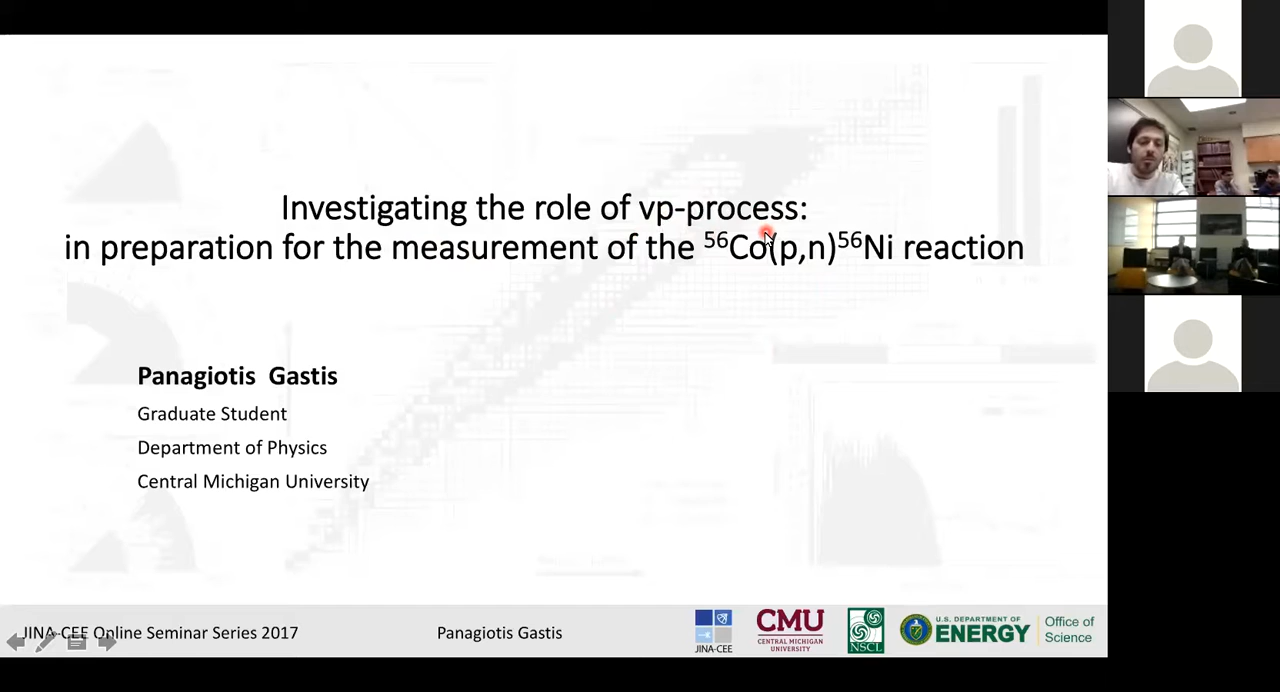 Investigating the role of νp-process:
in preparation for the measurement of the ⁵⁶Co(p,n)⁵⁶Ni reaction
Panagiotis Gastis
Graduate Student
Department of Physics
Central Michigan University
JINA-CEE Online Seminar Series 2017
Panagiotis Gastis
JINA-CEE
CMU
CENTRAL MICHIGAN
UNIVERSITY
NSCL
U.S. DEPARTMENT OF
ENERGY
Office of
Science